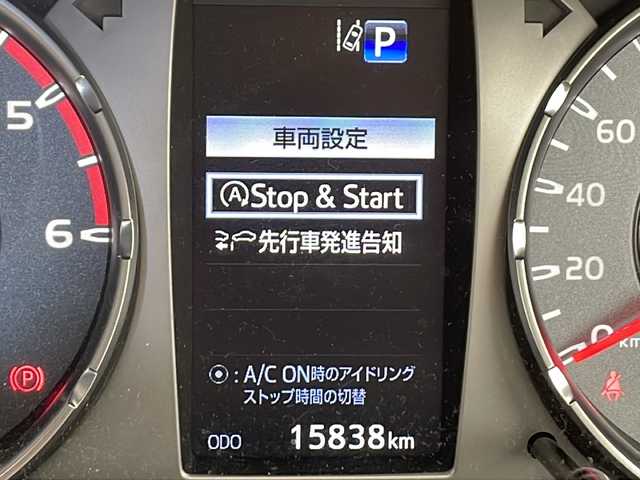 P
車両設定
Stop & Start
先行車発進告知
: A/C ON時のアイドリング
ストップ時間の切替
ODO 15838km
5
6
P
60
40
20
0
km